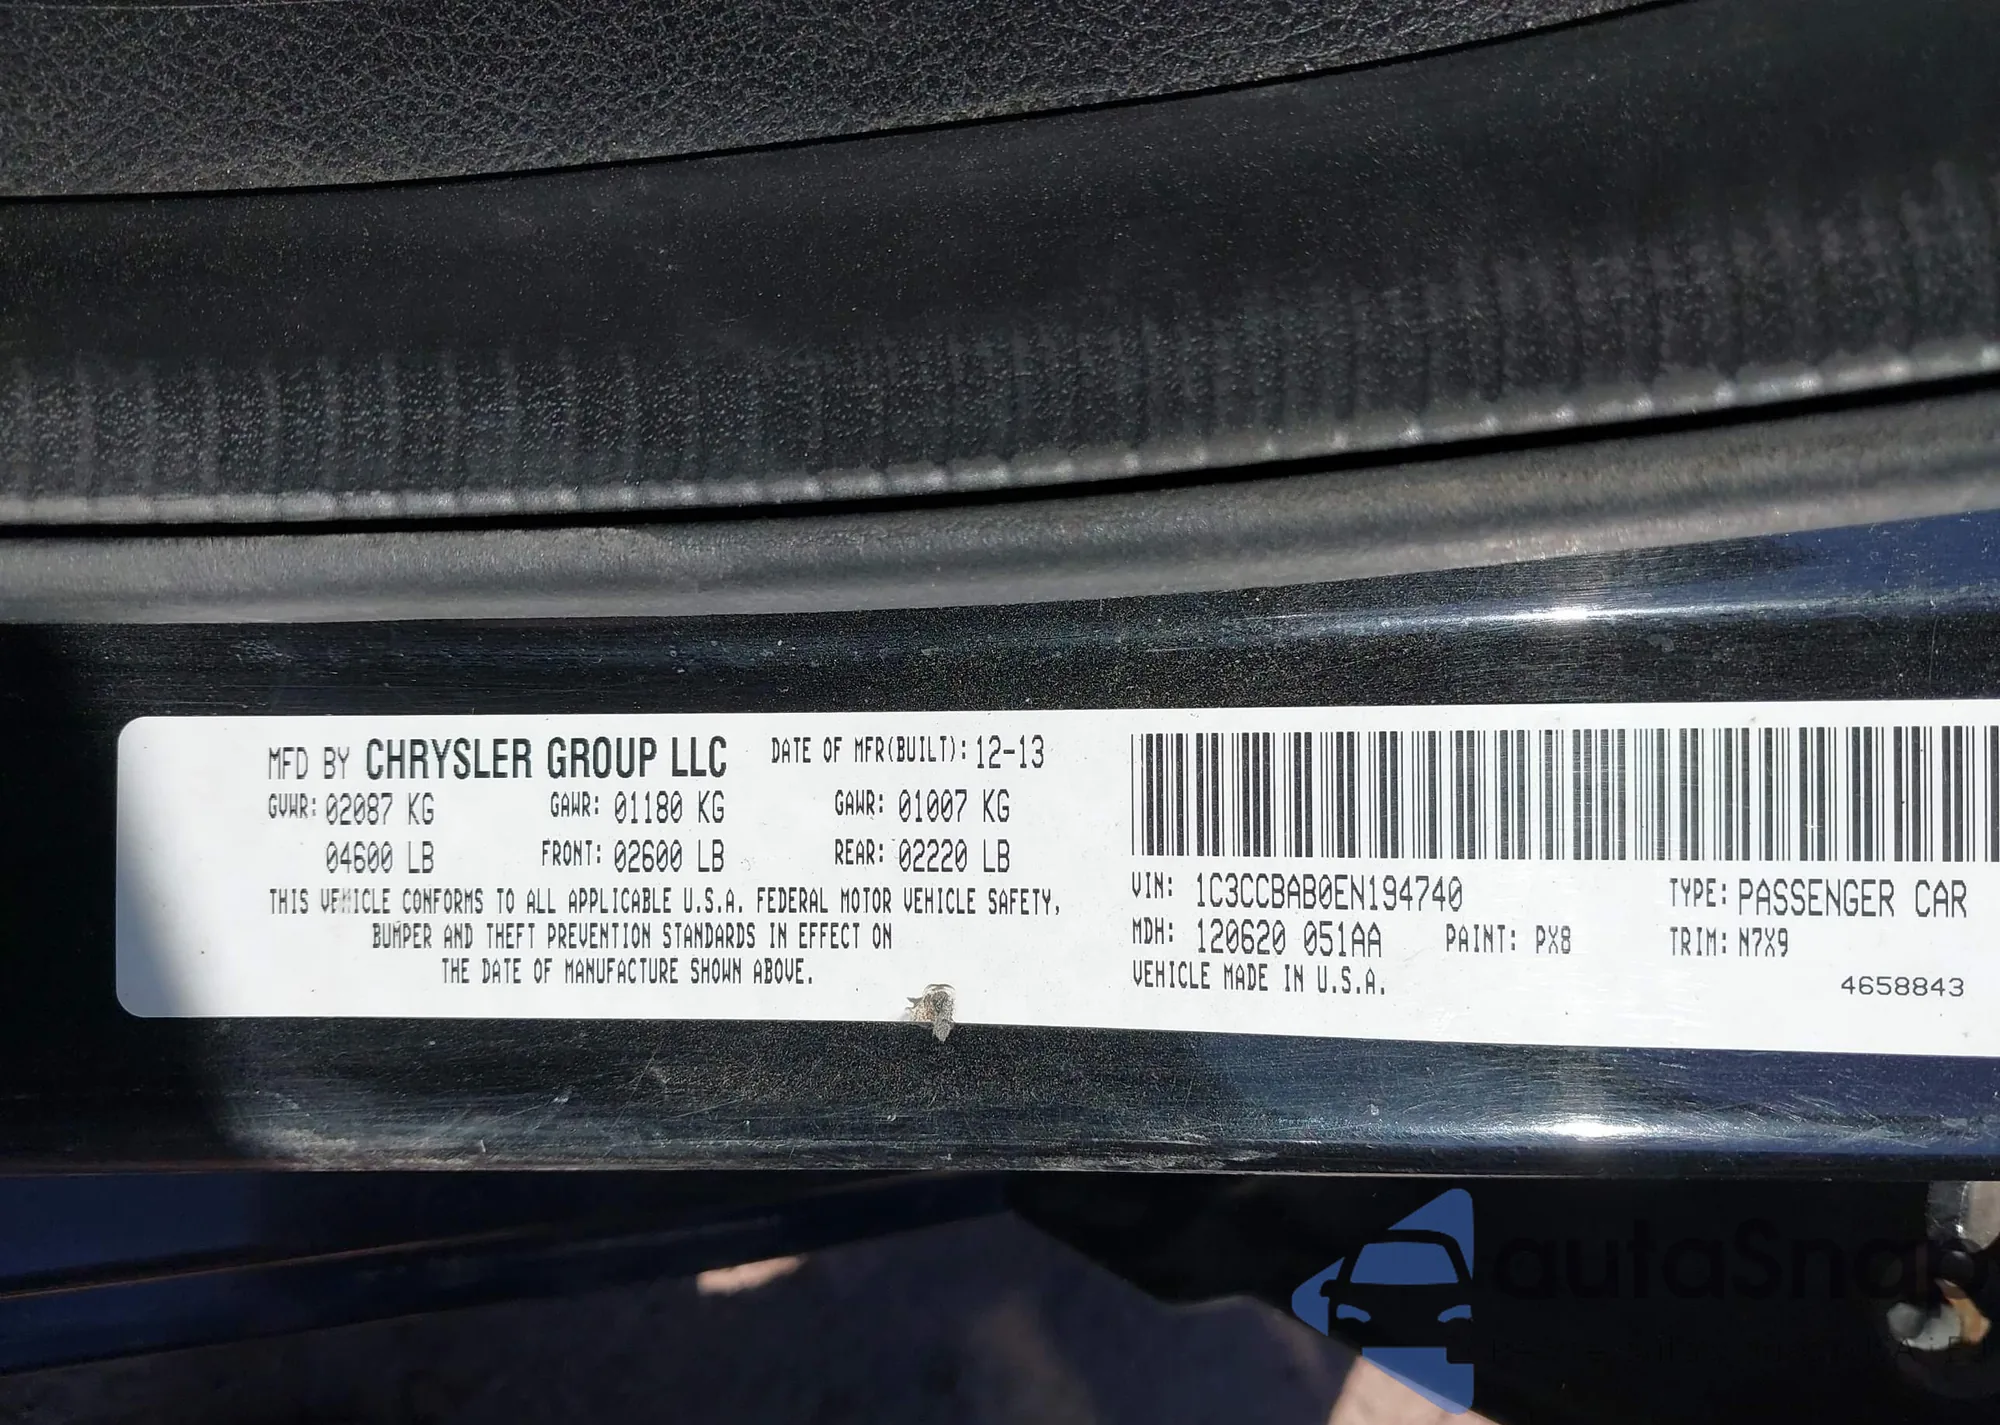 MFD BY CHRYSLER GROUP LLC DATE OF MFR(BUILT): 12-13
GVWR: 02087 KG GAWR: 01180 KG GAWR: 01007 KG
04600 LB FRONT: 02600 LB REAR: 02220 LB
THIS VEHICLE CONFORMS TO ALL APPLICABLE U.S.A. FEDERAL MOTOR VEHICLE SAFETY,
BUMPER AND THEFT PREVENTION STANDARDS IN EFFECT ON
THE DATE OF MANUFACTURE SHOWN ABOVE.
VIN: 1C3CCBAB0EN194740 TYPE: PASSENGER CAR
MDH: 120620 051AA PAINT: PX8 TRIM: N7X9
VEHICLE MADE IN U.S.A.
4658843
autaSnap